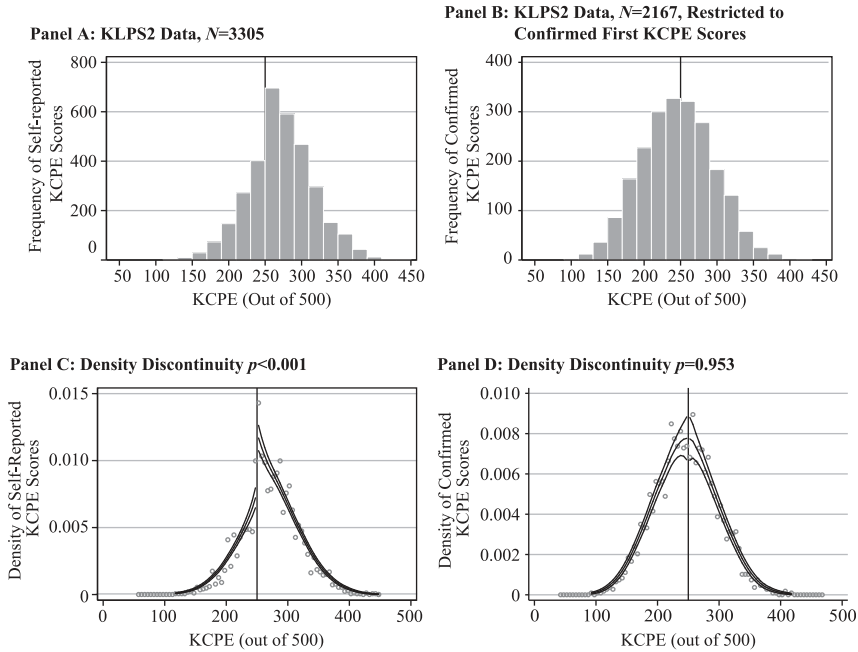 Panel A: KLPS2 Data, N=3305
800
600
400
200
0
Frequency of Self-reported
KCPE Scores
50 100 150 200 250 300 350 400 450
KCPE (Out of 500)
Panel B: KLPS2 Data, N=2167, Restricted to
Confirmed First KCPE Scores
400
300
200
100
0
Frequency of Confirmed
KCPE Scores
50 100 150 200 250 300 350 400 450
KCPE (Out of 500)
Panel C: Density Discontinuity p<0.001
0.015
0.010
0.005
0
Density of Self-Reported
KCPE Scores
0 100 200 300 400 500
KCPE (out of 500)
Panel D: Density Discontinuity p=0.953
0.010
0.008
0.006
0.004
0.002
0
Density of Confirmed
KCPE Scores
0 100 200 300 400 500
KCPE (out of 500)